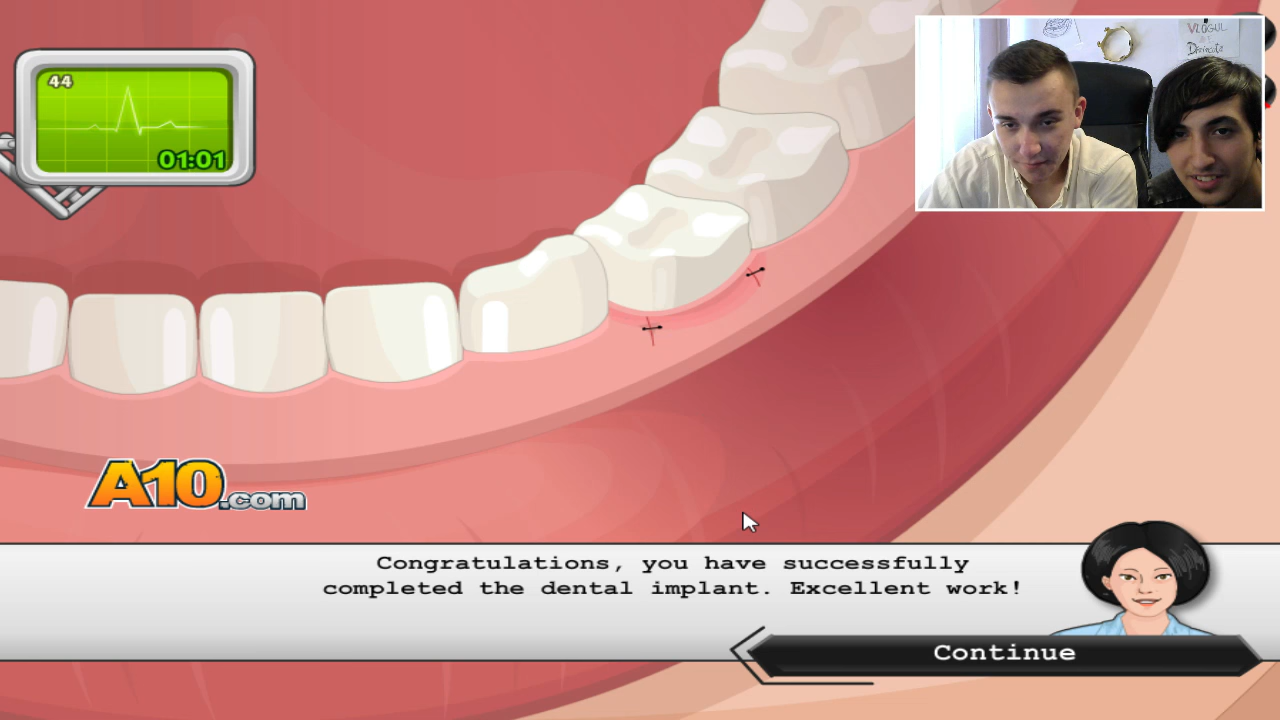 44
01:01
VLOGUL
A10.com
Congratulations, you have successfully
completed the dental implant. Excellent work!
Continue